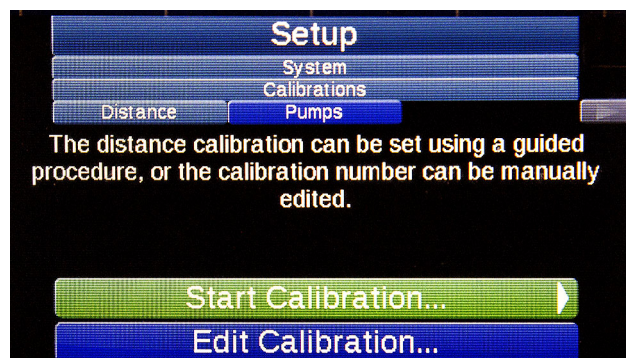 Setup
System
Calibrations
Distance Pumps
The distance calibration can be set using a guided
procedure, or the calibration number can be manually
edited.
Start Calibration...
Edit Calibration...